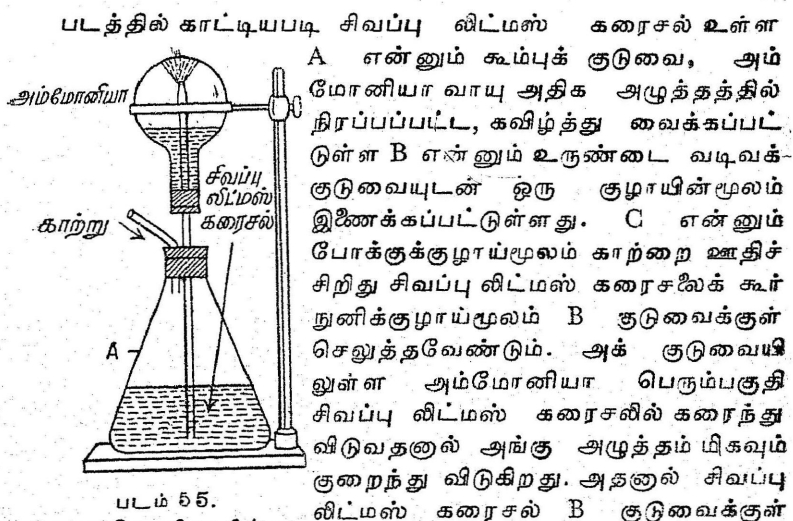 படத்தில் காட்டியபடி சிவப்பு லிட்மஸ் கரைசல் உள்ள
A என்னும் கூம்புக் குடுவை, அம்
மோனியா வாயு அதிக அழுத்தத்தில்
நிரப்பப்பட்ட, கவிழ்த்து வைக்கப்பட்
டுள்ள B என்னும் உருண்டை வடிவக்
குடுவையுடன் ஒரு குழாயின்மூலம்
இணைக்கப்பட்டுள்ளது. C என்னும்
போக்குக்குழாய்மூலம் காற்றை ஊதிச்
சிறிது சிவப்பு லிட்மஸ் கரைசலைக் கூர்
நுனிக்குழாய்மூலம் B குடுவைக்குள்
செலுத்தவேண்டும். அக் குடுவையி
லுள்ள அம்மோனியா பெரும்பகுதி
சிவப்பு லிட்மஸ் கரைசலில் கரைந்து
விடுவதனால் அங்கு அழுத்தம் மிகவும்
குறைந்து விடுகிறது. அதனால் சிவப்பு
லிட்மஸ் கரைசல் B குடுவைக்குள்
அம்மோனியா
சிவப்பு
லிட்மஸ்
கரைசல்
காற்று
A
படம் 55.